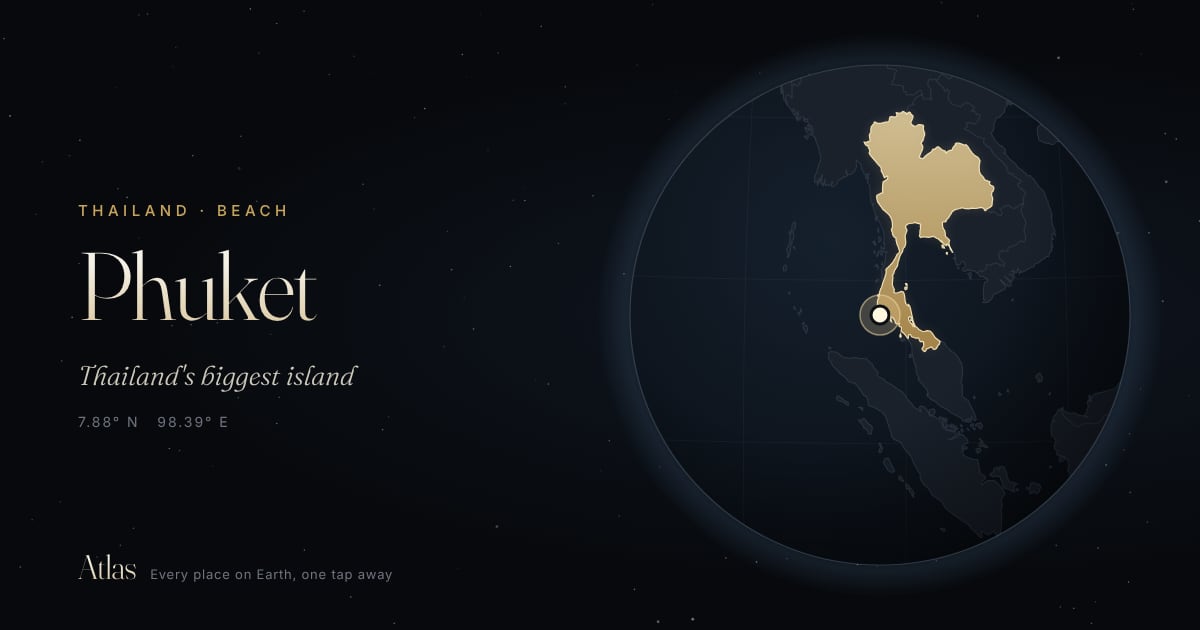 THAILAND · BEACH
Phuket
Thailand's biggest island
7.88° N 98.39° E
Atlas Every place on Earth, one tap away